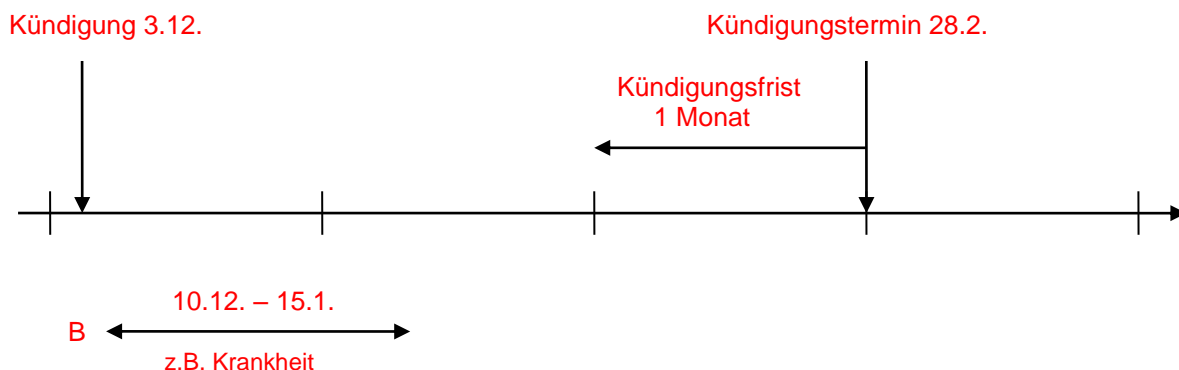 Kündigung 3.12.
Kündigungstermin 28.2.
Kündigungsfrist
1 Monat
10.12. – 15.1.
B
z.B. Krankheit